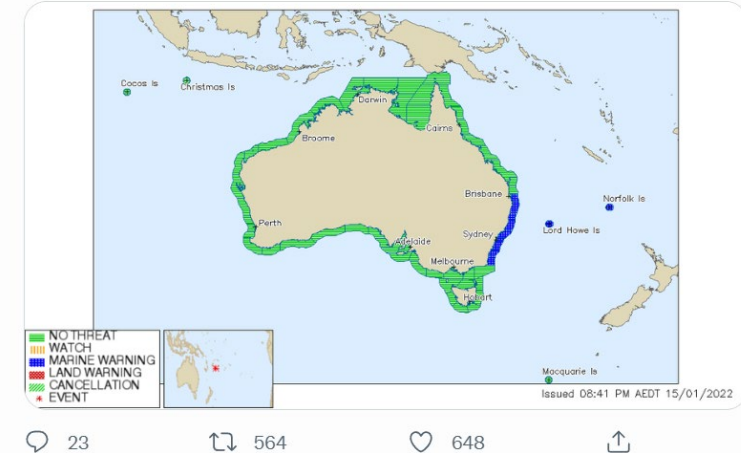 Cocos Is
Christmas Is
Darwin
Cairns
Broome
Brisbane
Norfolk Is
Lord Howe Is
Perth
Sydney
Adelaide
Melbourne
Hobart
Macquarie Is
NO THREAT
WATCH
MARINE WARNING
LAND WARNING
CANCELLATION
EVENT
Issued 08:41 PM AEDT 15/01/2022
23 564 648